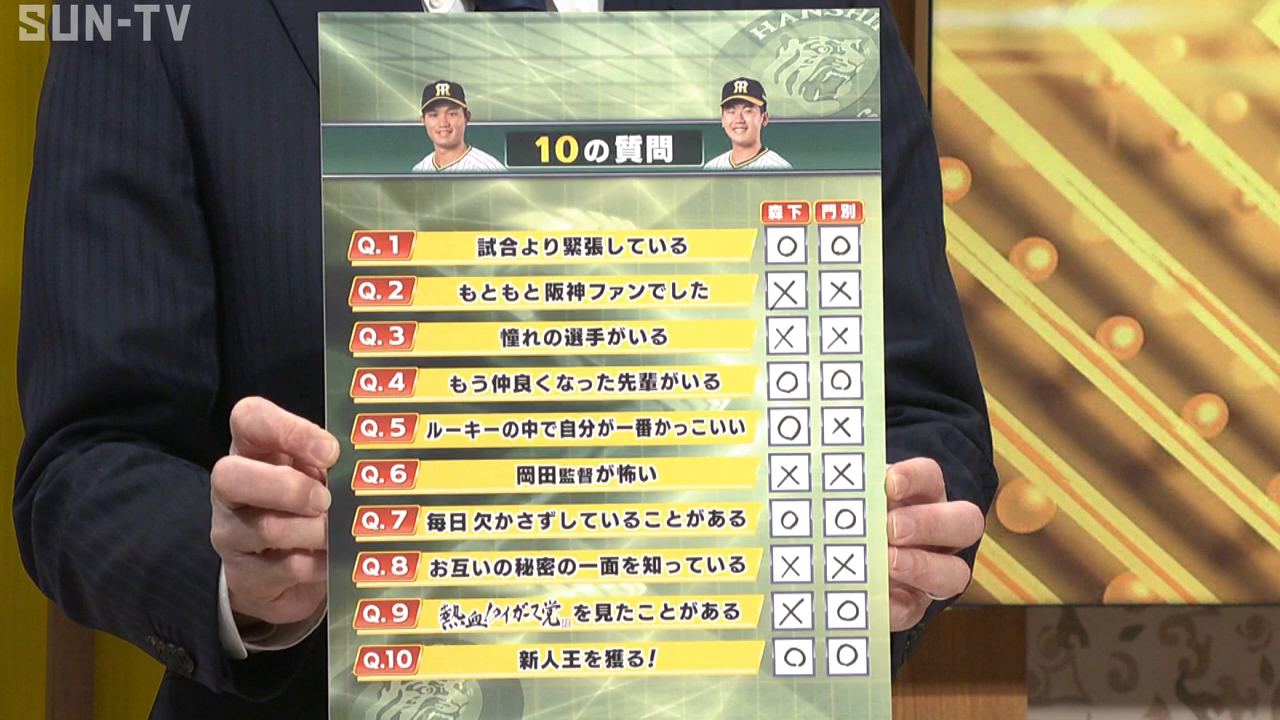 SUN-TV
HANSHI
10の質問
森下 門別
Q.1 試合より緊張している ○ ○
Q.2 もともと阪神ファンでした × ×
Q.3 憧れの選手がいる × ×
Q.4 もう仲良くなった先輩がいる ○ ○
Q.5 ルーキーの中で自分が一番かっこいい ○ ×
Q.6 岡田監督が怖い × ×
Q.7 毎日 欠かさずしていることがある ○ ○
Q.8 お互いの秘密の一面を知っている × ×
Q.9 熱血!タイガース党を見たことがある × ○
Q.10 新人王を獲る! ○ ○